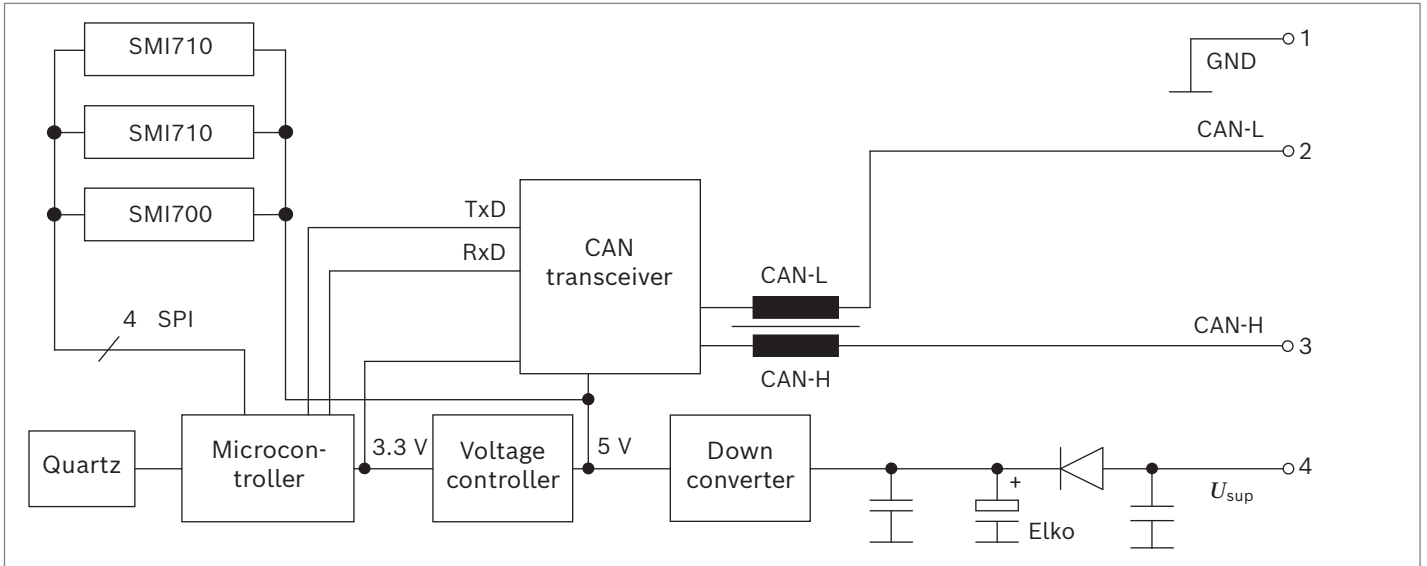 SMI710
SMI710
SMI700
GND
1
CAN-L
2
TxD
RxD
CAN
transceiver
CAN-L
CAN-H
CAN-H
3
4 SPI
Quartz
Microcon-
troller
3.3 V
Voltage
controller
5 V
Down
converter
+
Elko
Usup
4